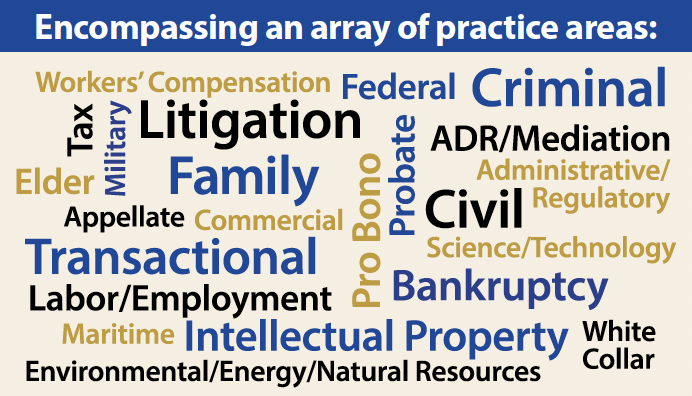 Encompassing an array of practice areas:
Workers’ Compensation
Federal
Criminal
Tax
Military
Litigation
Probate
ADR/Mediation
Elder
Family
Pro Bono
Administrative/
Regulatory
Appellate
Commercial
Civil
Transactional
Science/Technology
Labor/Employment
Bankruptcy
Maritime
Intellectual Property
White
Collar
Environmental/Energy/Natural Resources